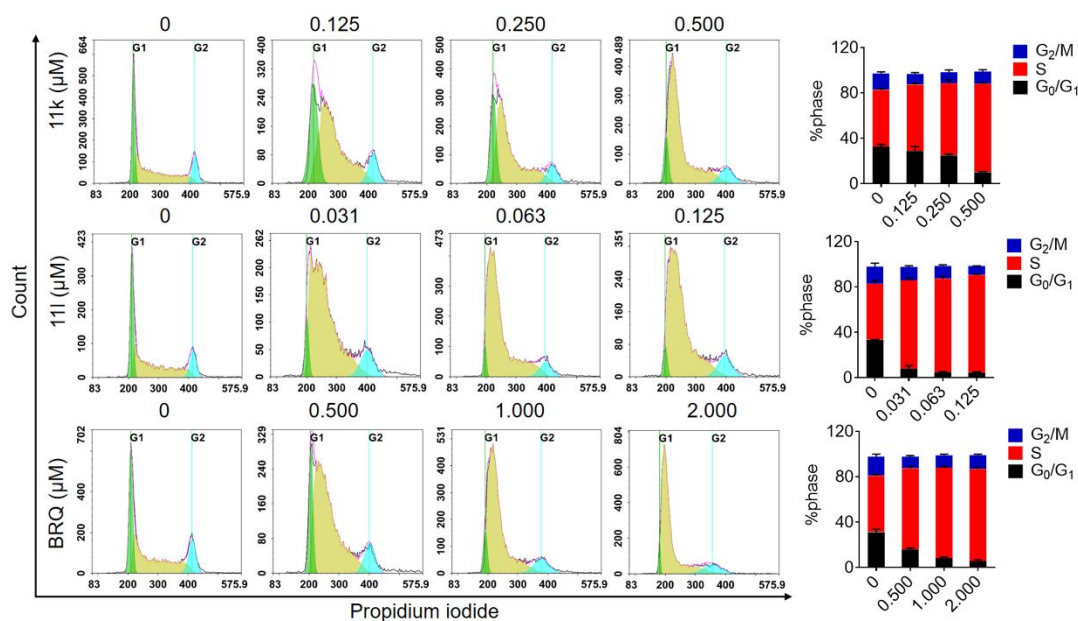 0 0.125 0.250 0.500
11k (µM)
664 500 400 300 200 100 0
G1 G2
83 200 300 400 575.9
400 360 280 240 160 80 0
G1 G2
83 200 300 400 575.9
400 360 280 240 160 80 0
G1 G2
83 200 300 400 575.9
489 400 300 200 100 0
G1 G2
83 200 300 400 575.9
%phase
120 80 40 0
0 0.125 0.250 0.500
G₂/M
S
G₀/G₁
0 0.031 0.063 0.125
11l (µM)
423 300 200 100 0
G1 G2
83 200 300 400 575.9
262 200 150 100 50 0
G1 G2
83 200 300 400 575.9
473 300 200 100 0
G1 G2
83 200 300 400 575.9
351 240 160 80 0
G1 G2
83 200 300 400 575.9
%phase
120 80 40 0
0 0.031 0.063 0.125
G₂/M
S
G₀/G₁
0 0.500 1.000 2.000
BRQ (µM)
702 400 200 0
G1 G2
83 200 300 400 575.9
329 240 160 80 0
G1 G2
83 200 300 400 575.9
531 400 300 200 100 0
G1 G2
83 200 300 400 575.9
804 600 400 200 0
G1 G2
83 200 300 400 575.9
%phase
120 80 40 0
0 0.500 1.000 2.000
G₂/M
S
G₀/G₁
Count
Propidium iodide